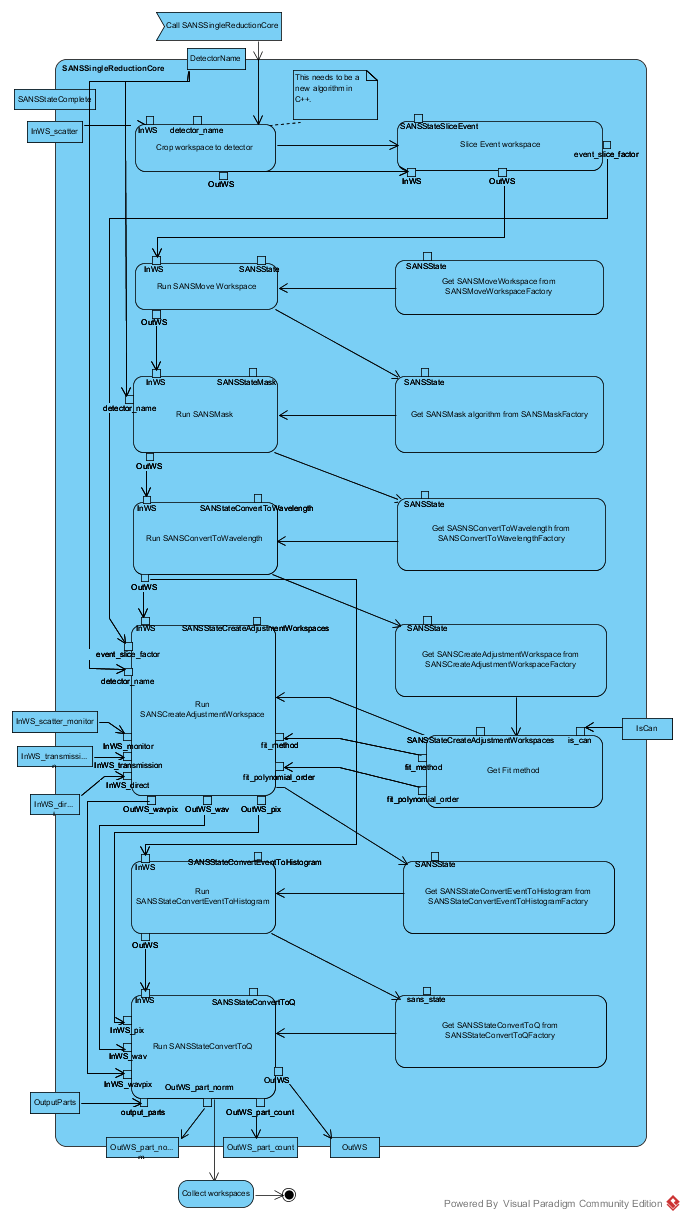 Call SANSSingleReductionCore
DetectorName
SANSSingleReductionCore
This needs to be a
new algorithm in
C++.
SANSStateComplete
InWS_scatter
InWS
detector_name
SANSStateSliceEvent
Crop workspace to detector
Slice Event workspace
event_slice_factor
OutWS
InWS
OutWS
InWS
SANSState
SANSState
Run SANSMove Workspace
Get SANSMoveWorkspace from
SANSMoveWorkspaceFactory
OutWS
InWS
SANSStateMask
SANSState
detector_name
Run SANSMask
Get SANSMask algorithm from SANSMaskFactory
OutWS
InWS
SANStateConvertToWavelength
SANSState
Run SANSConvertToWavelength
Get SASNSConvertToWavelength from
SANSConvertToWavelengthFactory
OutWS
InWS
SANSStateCreateAdjustmentWorkspaces
SANSState
event_slice_factor
detector_name
Get SANSCreateAdjustmentWorkspace from
SANSCreateAdjustmentWorkspaceFactory
Run
SANSCreateAdjustmentWorkspace
InWS_scatter_monitor
IsCan
InWS_monitor
fit_method
SANSStateCreateAdjustmentWorkspaces
is_can
InWS_transmissi...
InWS_transmission
fit_method
Get Fit method
InWS_direct
fit_polynomial_order
InWS_dir...
fit_polynomial_order
OutWS_wavpix
OutWS_wav
OutWS_pix
InWS
SANSStateConvertEventToHistogram
SANSState
Run
SANSStateConvertEventToHistogram
Get SANSStateConvertEventToHistogram from
SANSStateConvertEventToHistogramFactory
OutWS
InWS
SANSStateConvertToQ
sans_state
InWS_pix
Run SANSStateConvertToQ
Get SANSStateConvertToQ from
SANSStateConvertToQFactory
InWS_wav
InWS_wavpix
OutWS_part_norm
OutWS
OutputParts
output_parts
OutWS_part_count
OutWS_part_no...
OutWS_part_count
OutWS
Collect workspaces
Powered By Visual Paradigm Community Edition